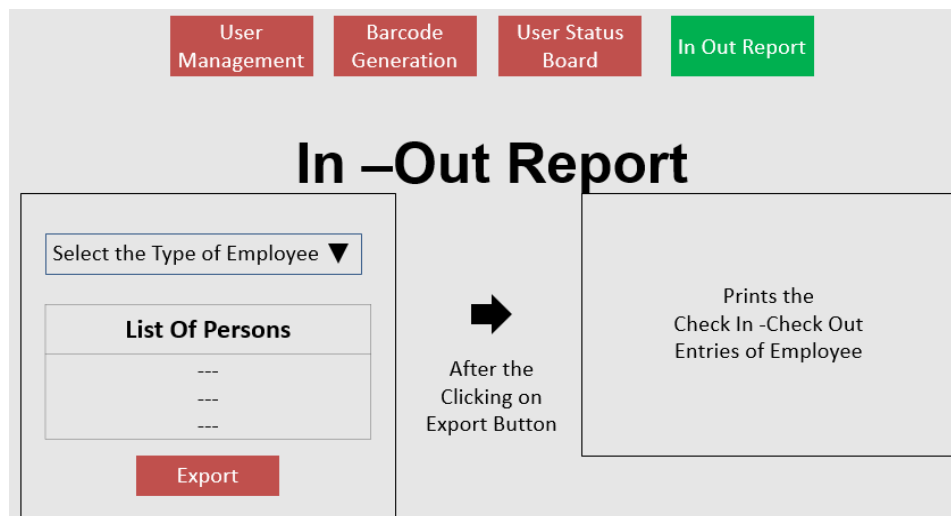 User
Management
Barcode
Generation
User Status
Board
In Out Report
In –Out Report
Select the Type of Employee ▼
List Of Persons
---
---
---
Export
After the
Clicking on
Export Button
Prints the
Check In -Check Out
Entries of Employee